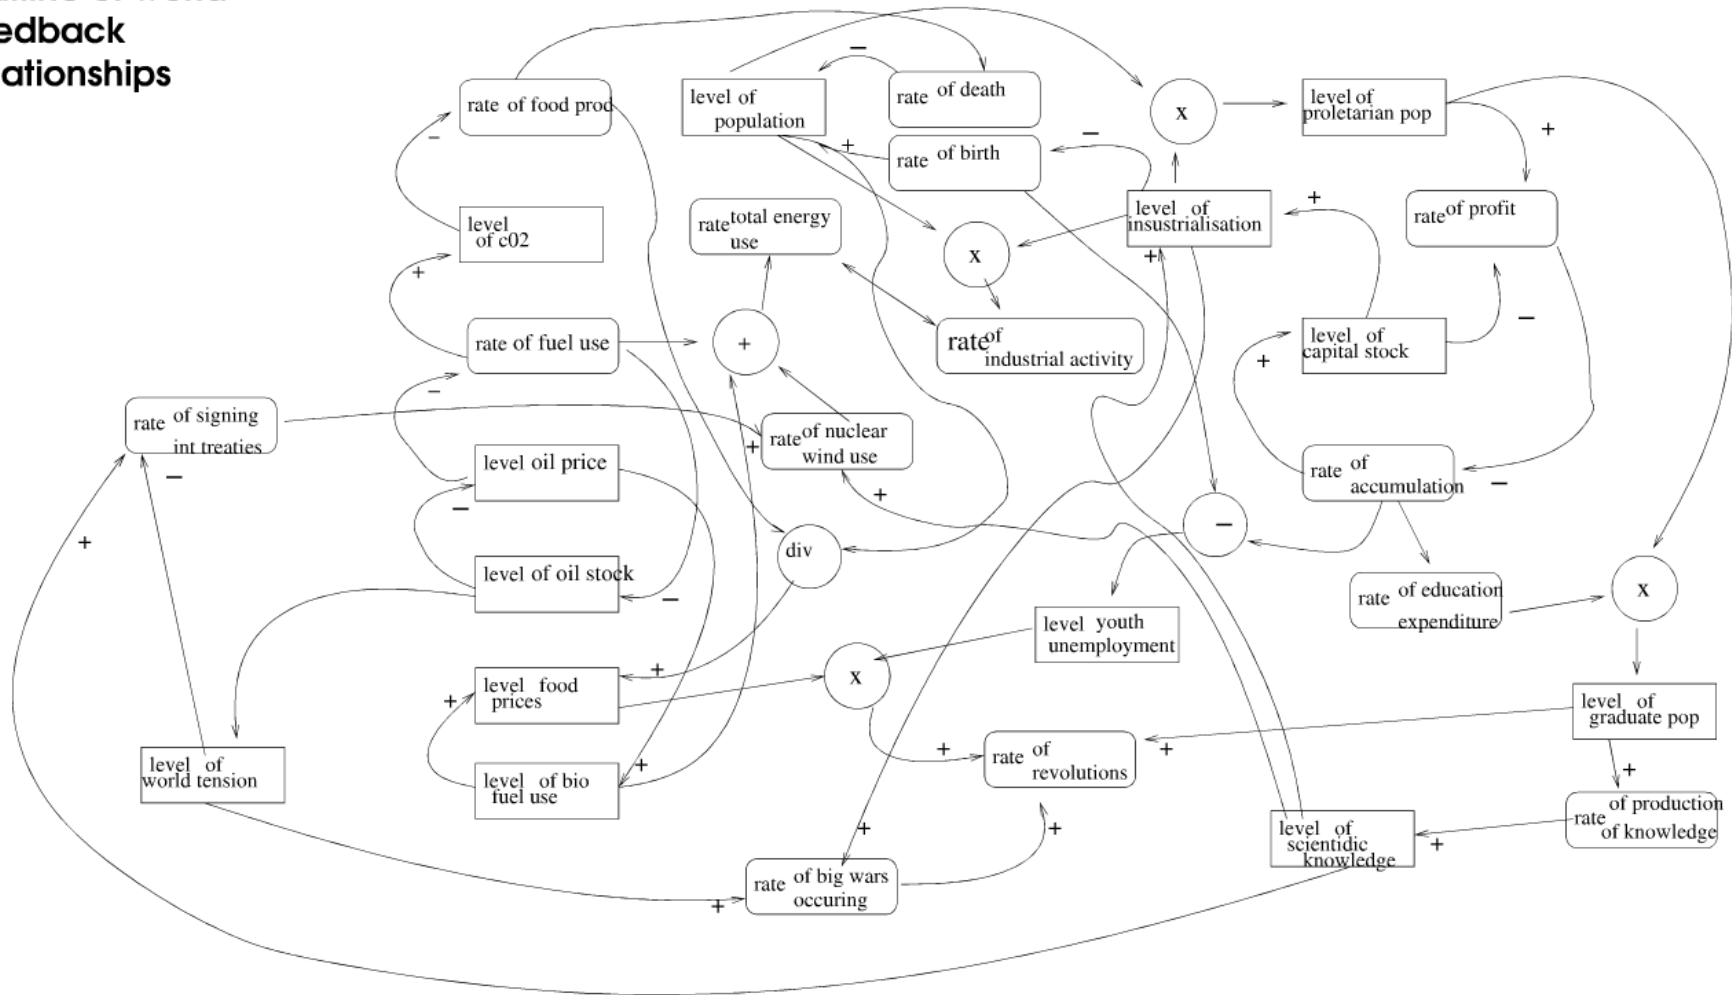 edback
ationships
rate of food prod
level of
population
rate of death
rate of birth
x
level of
proletarian pop
+
−
−
+
−
level
of c02
rate total energy
use
x
level of
insustrialisation
rate of profit
+
+
+
rate of fuel use
+
rate of
industrial activity
level of
capital stock
−
+
−
rate of signing
int treaties
−
level oil price
−
+
rate of nuclear
wind use
+
rate of
accumulation
−
+
level of oil stock
−
div
−
rate of education
expenditure
x
level youth
unemployment
level food
prices
+
+
x
level of
graduate pop
+
level of
world tension
level of bio
fuel use
+
+
rate of
revolutions
+
rate of production
of knowledge
+
+
level of
scientidic
knowledge
+
rate of big wars
occuring
+